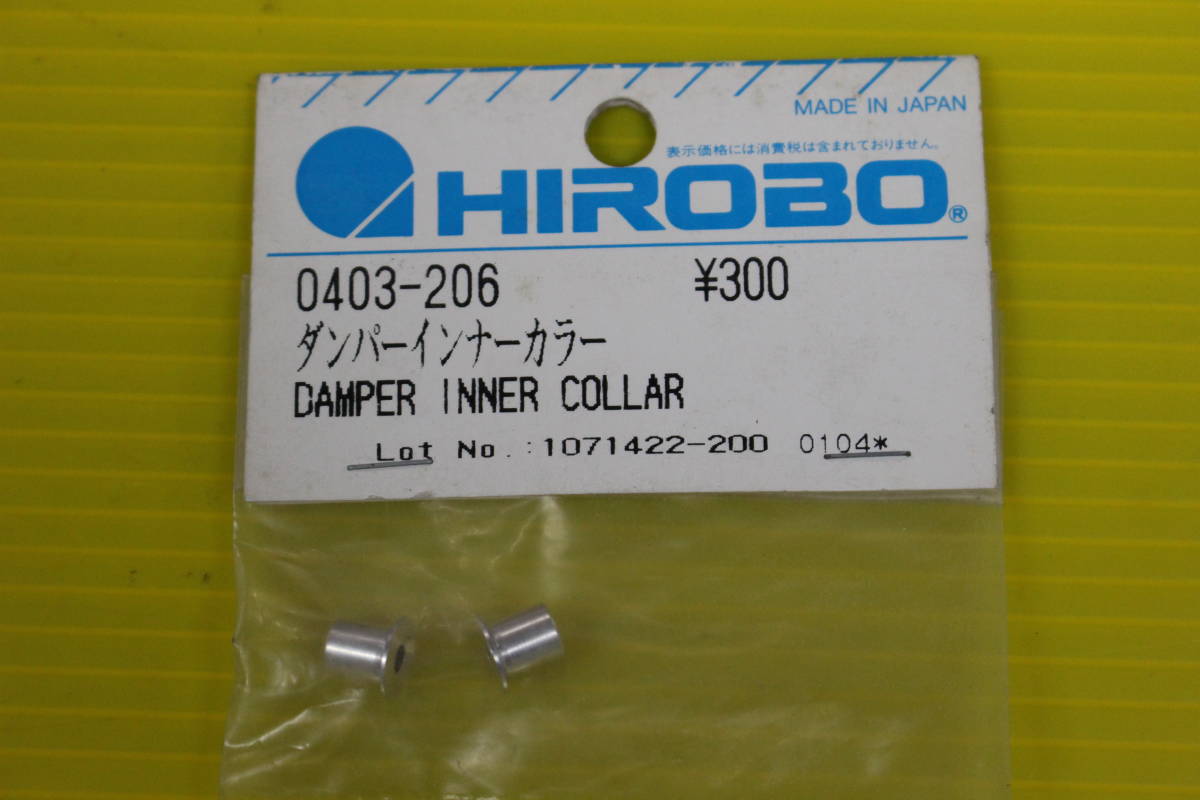 MADE IN JAPAN
表示価格には消費税は含まれておりません。
HIROBO®
0403-206 ¥300
ダンパーインナーカラー
DAMPER INNER COLLAR
Lot No.:1071422-200 0104*